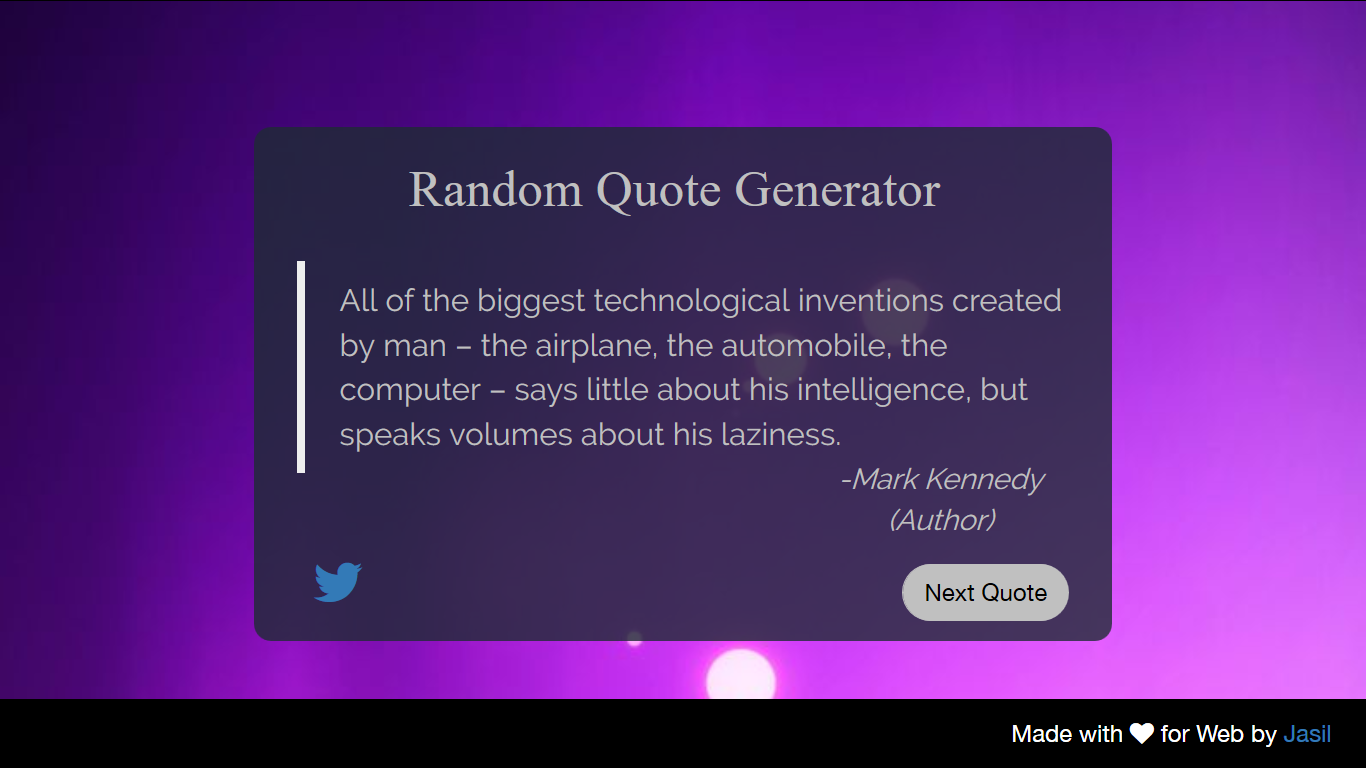 Random Quote Generator
All of the biggest technological inventions created
by man – the airplane, the automobile, the
computer – says little about his intelligence, but
speaks volumes about his laziness.
-Mark Kennedy
(Author)
Next Quote
Made with ♥ for Web by Jasil